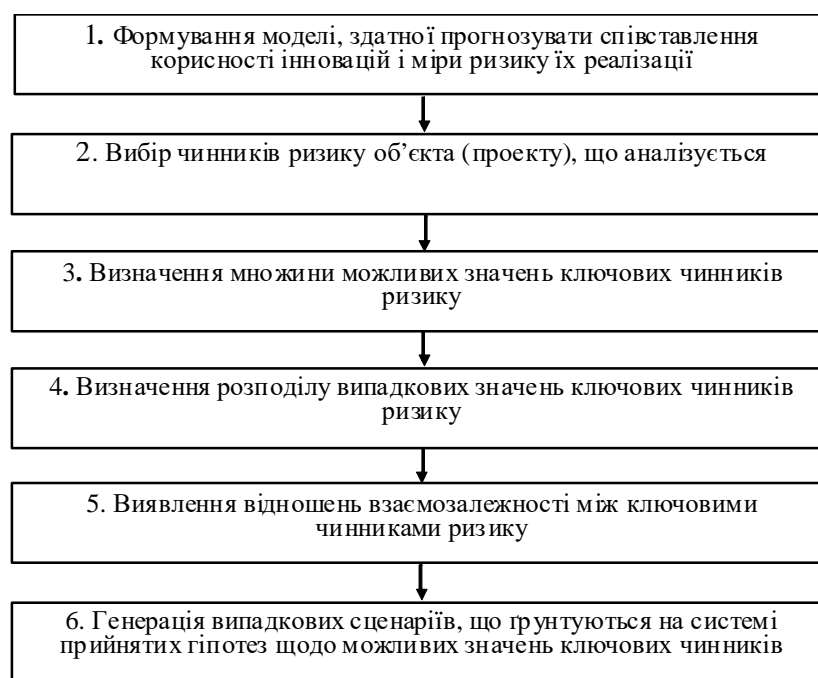 1. Формування моделі, здатної прогнозувати співставлення
корисності інновацій і міри ризику їх реалізації
2. Вибір чинників ризику об’єкта (проекту), що аналізується
3. Визначення множини можливих значень ключових чинників
ризику
4. Визначення розподілу випадкових значень ключових чинників
ризику
5. Виявлення відношень взаємозалежності між ключовими
чинниками ризику
6. Генерація випадкових сценаріїв, що ґрунтуються на системі
прийнятих гіпотез щодо можливих значень ключових чинників